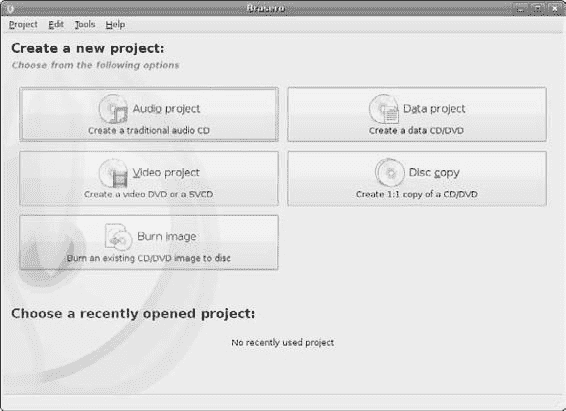 Brasero
Project Edit Tools Help
Create a new project:
Choose from the following options
Audio project
Create a traditional audio CD
Data project
Create a data CD/DVD
Video project
Create a video DVD or a SVCD
Disc copy
Create 1:1 copy of a CD/DVD
Burn image
Burn an existing CD/DVD image to disc
Choose a recently opened project:
No recently used project